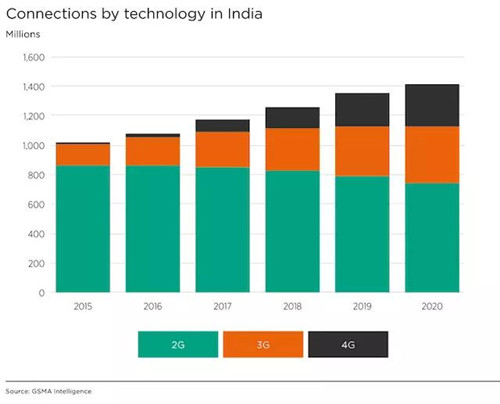 Connections by technology in India
Millions
1,600
1,400
1,200
1,000
800
600
400
200
0
2015 2016 2017 2018 2019 2020
2G 3G 4G
Source: GSMA Intelligence